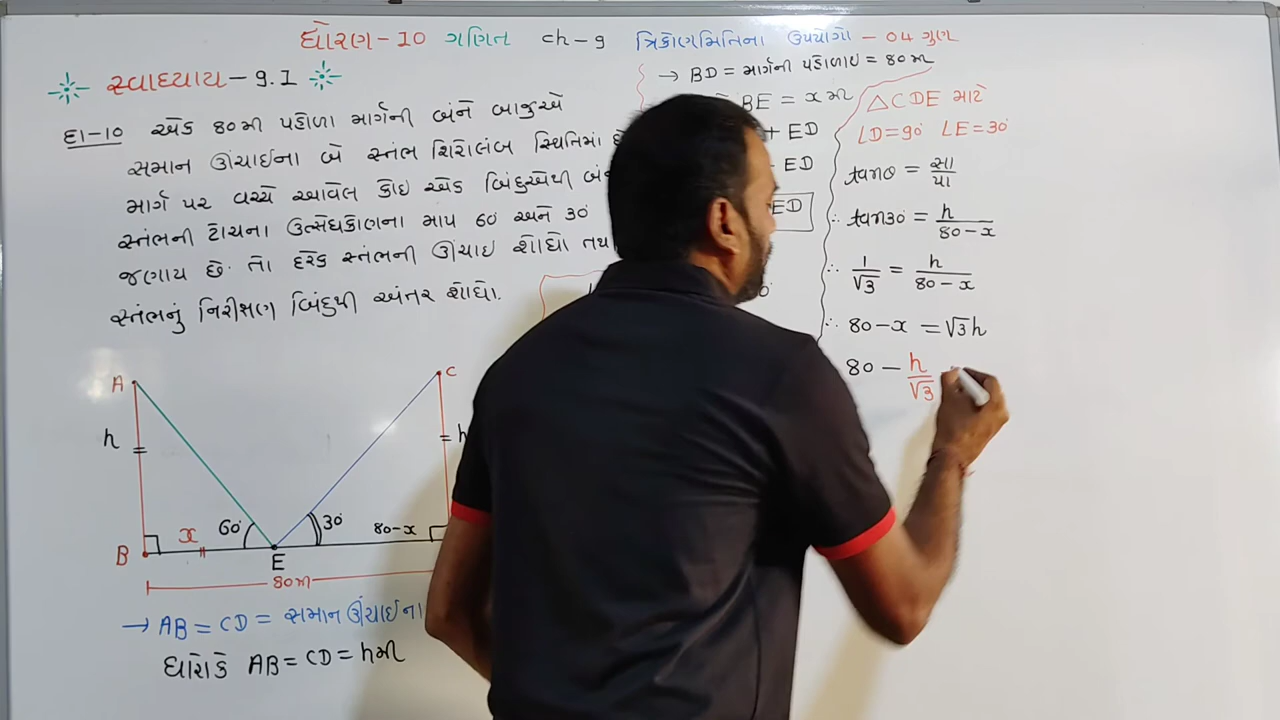 ધોરણ-10 ગણિત ch-9 ત્રિકોણમિતિના ઉપયોગો - 04 ગુણ
સ્વાધ્યાય-9.1
દા-10 એક 80મી પહોળા માર્ગની બંને બાજુએ
સમાન ઊંચાઈના બે સ્તંભ શિરોલંબ સ્થિતિમાં
માર્ગ પર વચ્ચે આવેલ કોઇ એક બિંદુએથી
સ્તંભની ટોચના ઉત્સેધકોણના માપ 60° અને 30°
જણાય છે. તો દરેક સ્તંભની ઊંચાઈ શોધો
સ્તંભનું નિરીક્ષણ બિંદુથી અંતર શોધો.
A
h
B
x
60°
E
30°
80-x
C
h
80મી
→ AB = CD = સમાન ઊંચાઈના
ધારોકે AB = CD = hમી
→ BD = માર્ગની પહોળાઇ = 80મી
BE = xમી
+ ED
ED
ED
△CDE માટે
∠D=90° ∠E=30°
tanθ = સા/પા
∴ tan30° = h/80-x
∴ 1/√3 = h/80-x
∴ 80-x = √3h
80 - h/√3